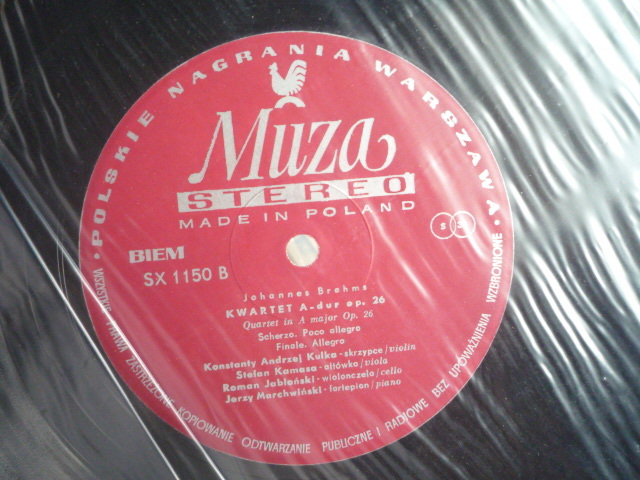 • POLSKIE NAGRANIA WARSZAWA •
Muza
STEREO
MADE IN POLAND
BIEM
SX 1150 B
S S
Johannes Brahms
KWARTET A-dur op. 26
Quartet in A major Op. 26
Scherzo. Poco allegro
Finale. Allegro
Konstanty Andrzej Kulka - skrzypce / violin
Stefan Kamasa - altówka / viola
Roman Jabłoński - wiolonczela / cello
Jerzy Marchwiński - fortepian / piano
WSZYSTKIE PRAWA ZASTRZEŻONE KOPIOWANIE ODTWARZANIE PUBLICZNE I RADIOWE BEZ UPOWAŻNIENIA WZBRONIONE